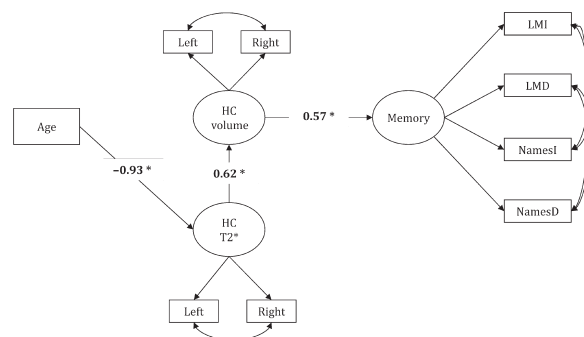 LMI
Left Right
LMD
HC
volume
0.57 *
Memory
Age
NamesI
–0.93 *
0.62 *
NamesD
HC
T2*
Left Right